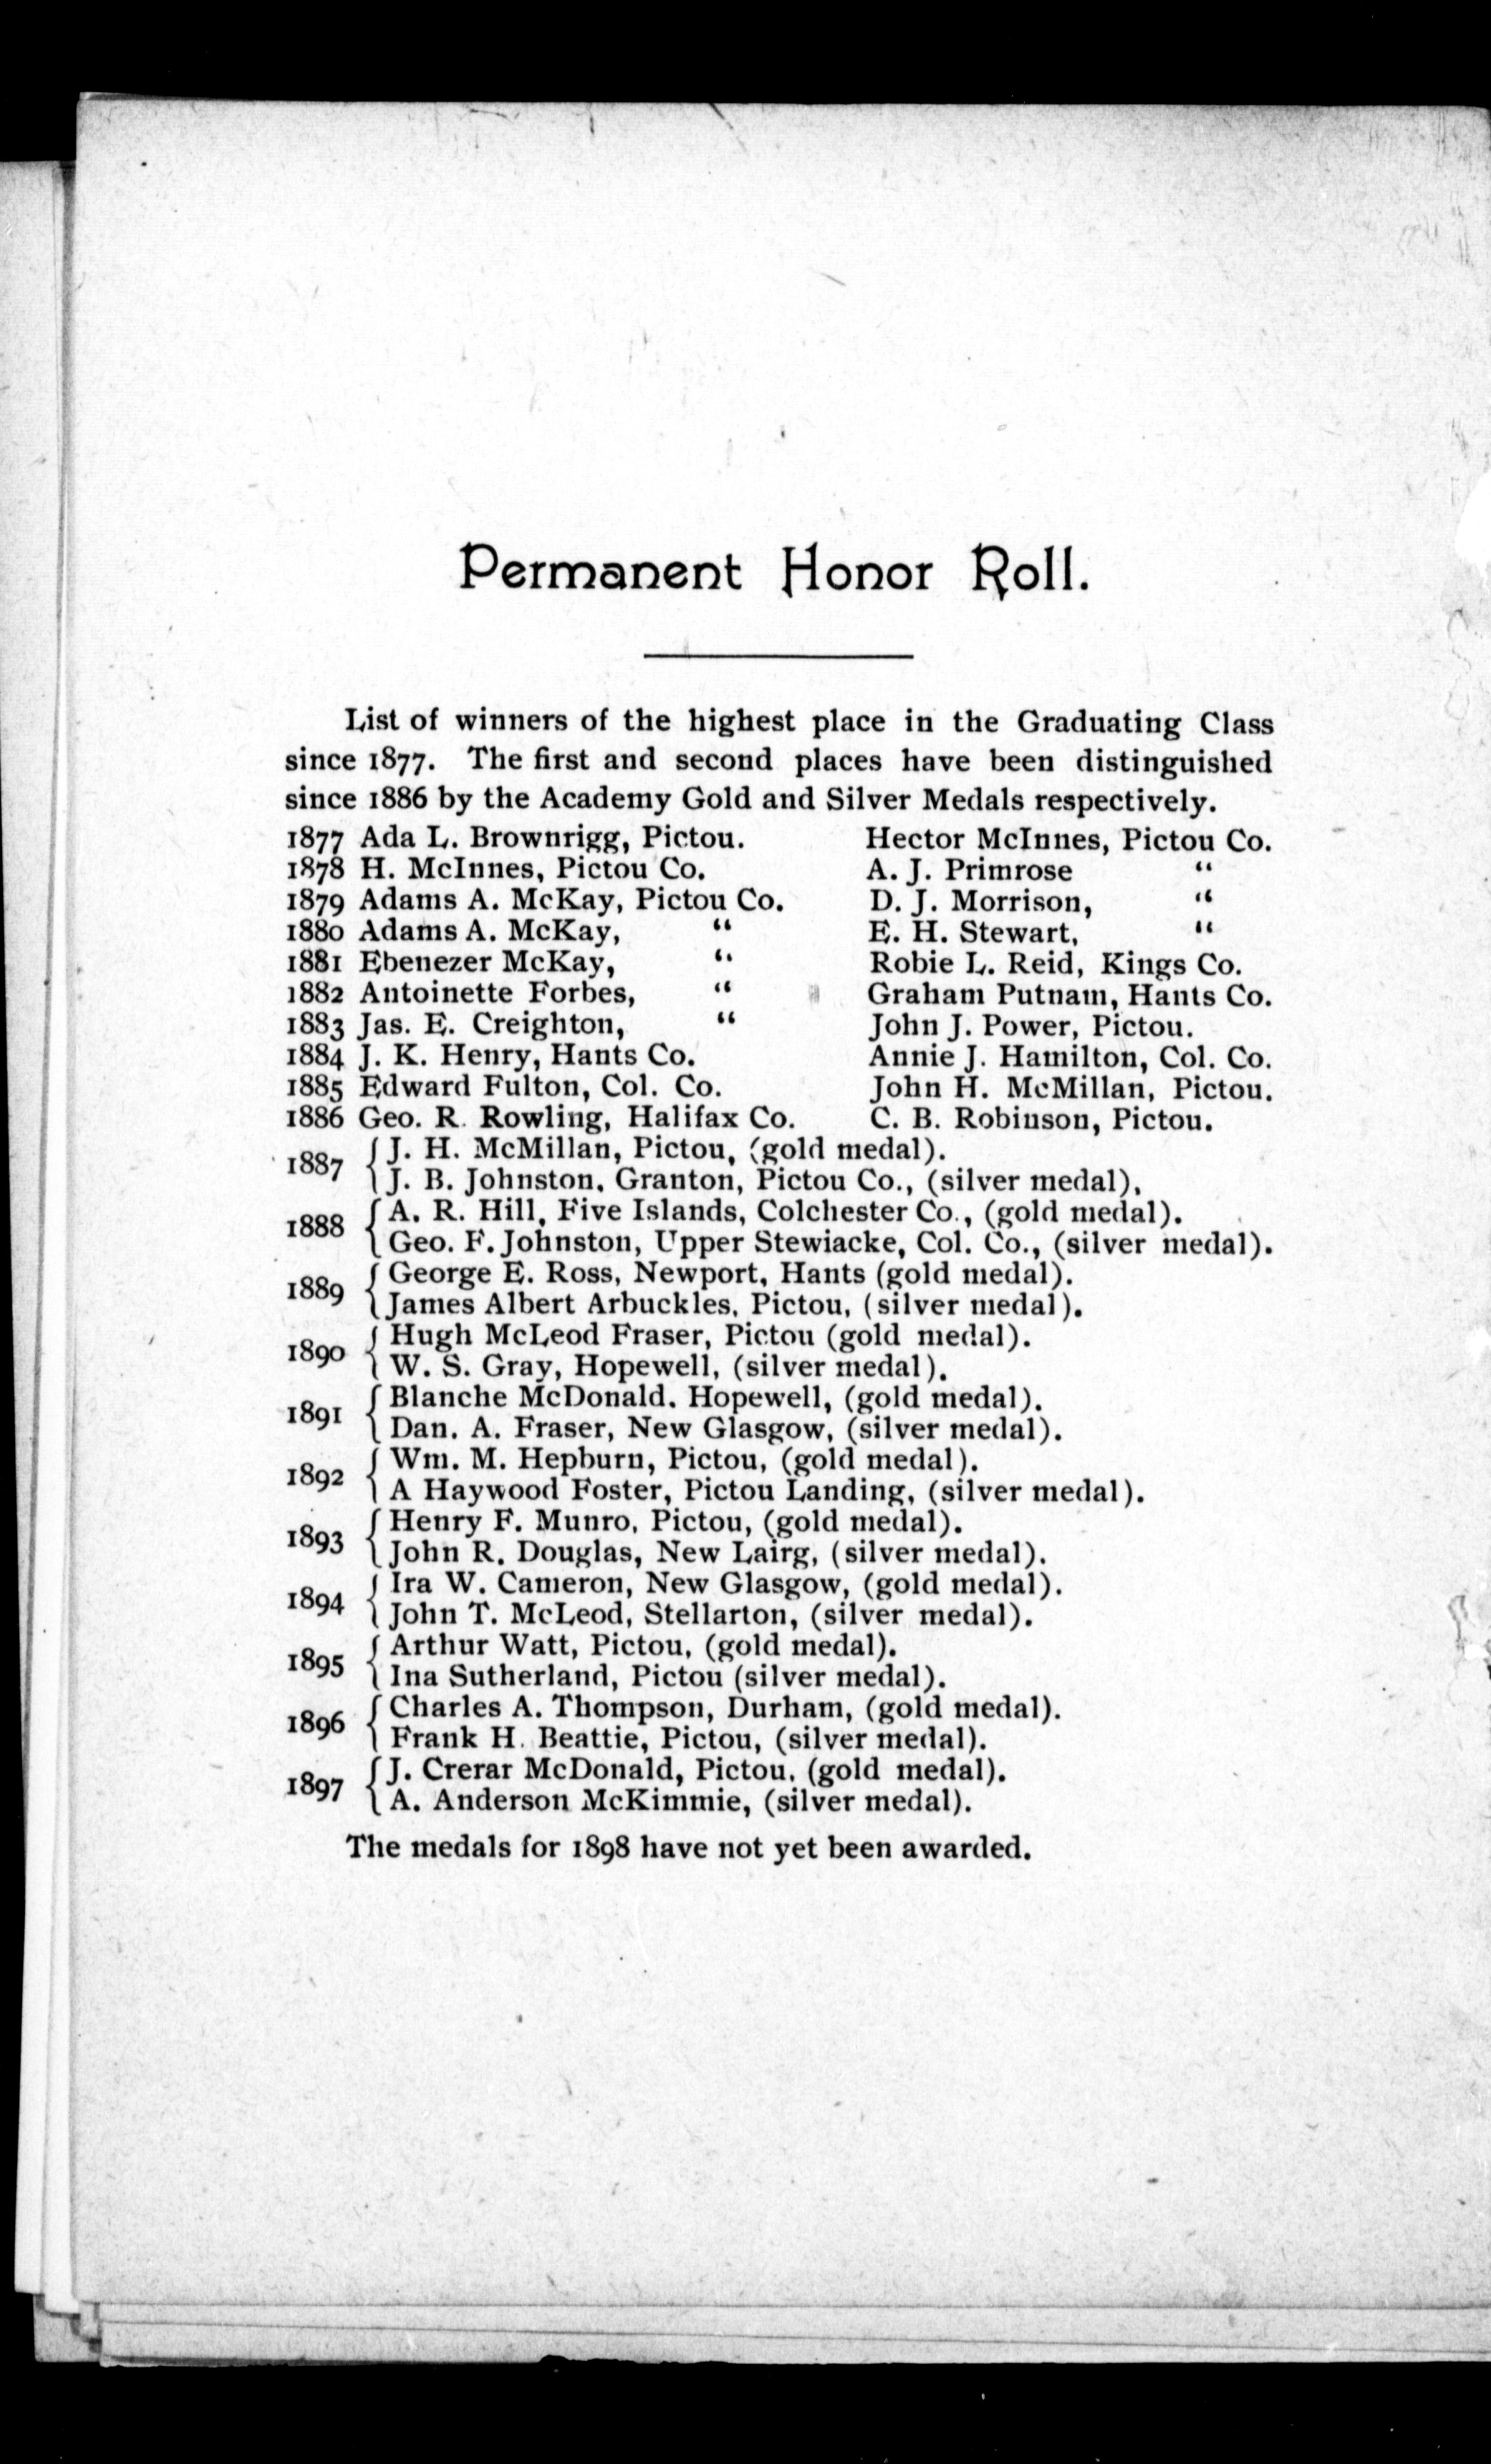 Permanent Honor Roll.
List of winners of the highest place in the Graduating Class
since 1877. The first and second places have been distinguished
since 1886 by the Academy Gold and Silver Medals respectively.
1877 Ada L. Brownrigg, Pictou. Hector McInnes, Pictou Co.
1878 H. McInnes, Pictou Co. A. J. Primrose "
1879 Adams A. McKay, Pictou Co. D. J. Morrison, "
1880 Adams A. McKay, " E. H. Stewart, "
1881 Ebenezer McKay, " Robie L. Reid, Kings Co.
1882 Antoinette Forbes, " Graham Putnam, Hants Co.
1883 Jas. E. Creighton, " John J. Power, Pictou.
1884 J. K. Henry, Hants Co. Annie J. Hamilton, Col. Co.
1885 Edward Fulton, Col. Co. John H. McMillan, Pictou.
1886 Geo. R. Rowling, Halifax Co. C. B. Robinson, Pictou.
1887 { J. H. McMillan, Pictou, (gold medal).
J. B. Johnston, Granton, Pictou Co., (silver medal),
1888 { A. R. Hill, Five Islands, Colchester Co., (gold medal).
Geo. F. Johnston, Upper Stewiacke, Col. Co., (silver medal).
1889 { George E. Ross, Newport, Hants (gold medal).
James Albert Arbuckles, Pictou, (silver medal).
1890 { Hugh McLeod Fraser, Pictou (gold medal).
W. S. Gray, Hopewell, (silver medal).
1891 { Blanche McDonald. Hopewell, (gold medal).
Dan. A. Fraser, New Glasgow, (silver medal).
1892 { Wm. M. Hepburn, Pictou, (gold medal).
A Haywood Foster, Pictou Landing, (silver medal).
1893 { Henry F. Munro, Pictou, (gold medal).
John R. Douglas, New Lairg, (silver medal).
1894 { Ira W. Cameron, New Glasgow, (gold medal).
John T. McLeod, Stellarton, (silver medal).
1895 { Arthur Watt, Pictou, (gold medal).
Ina Sutherland, Pictou (silver medal).
1896 { Charles A. Thompson, Durham, (gold medal).
Frank H. Beattie, Pictou, (silver medal).
1897 { J. Crerar McDonald, Pictou, (gold medal).
A. Anderson McKimmie, (silver medal).
The medals for 1898 have not yet been awarded.